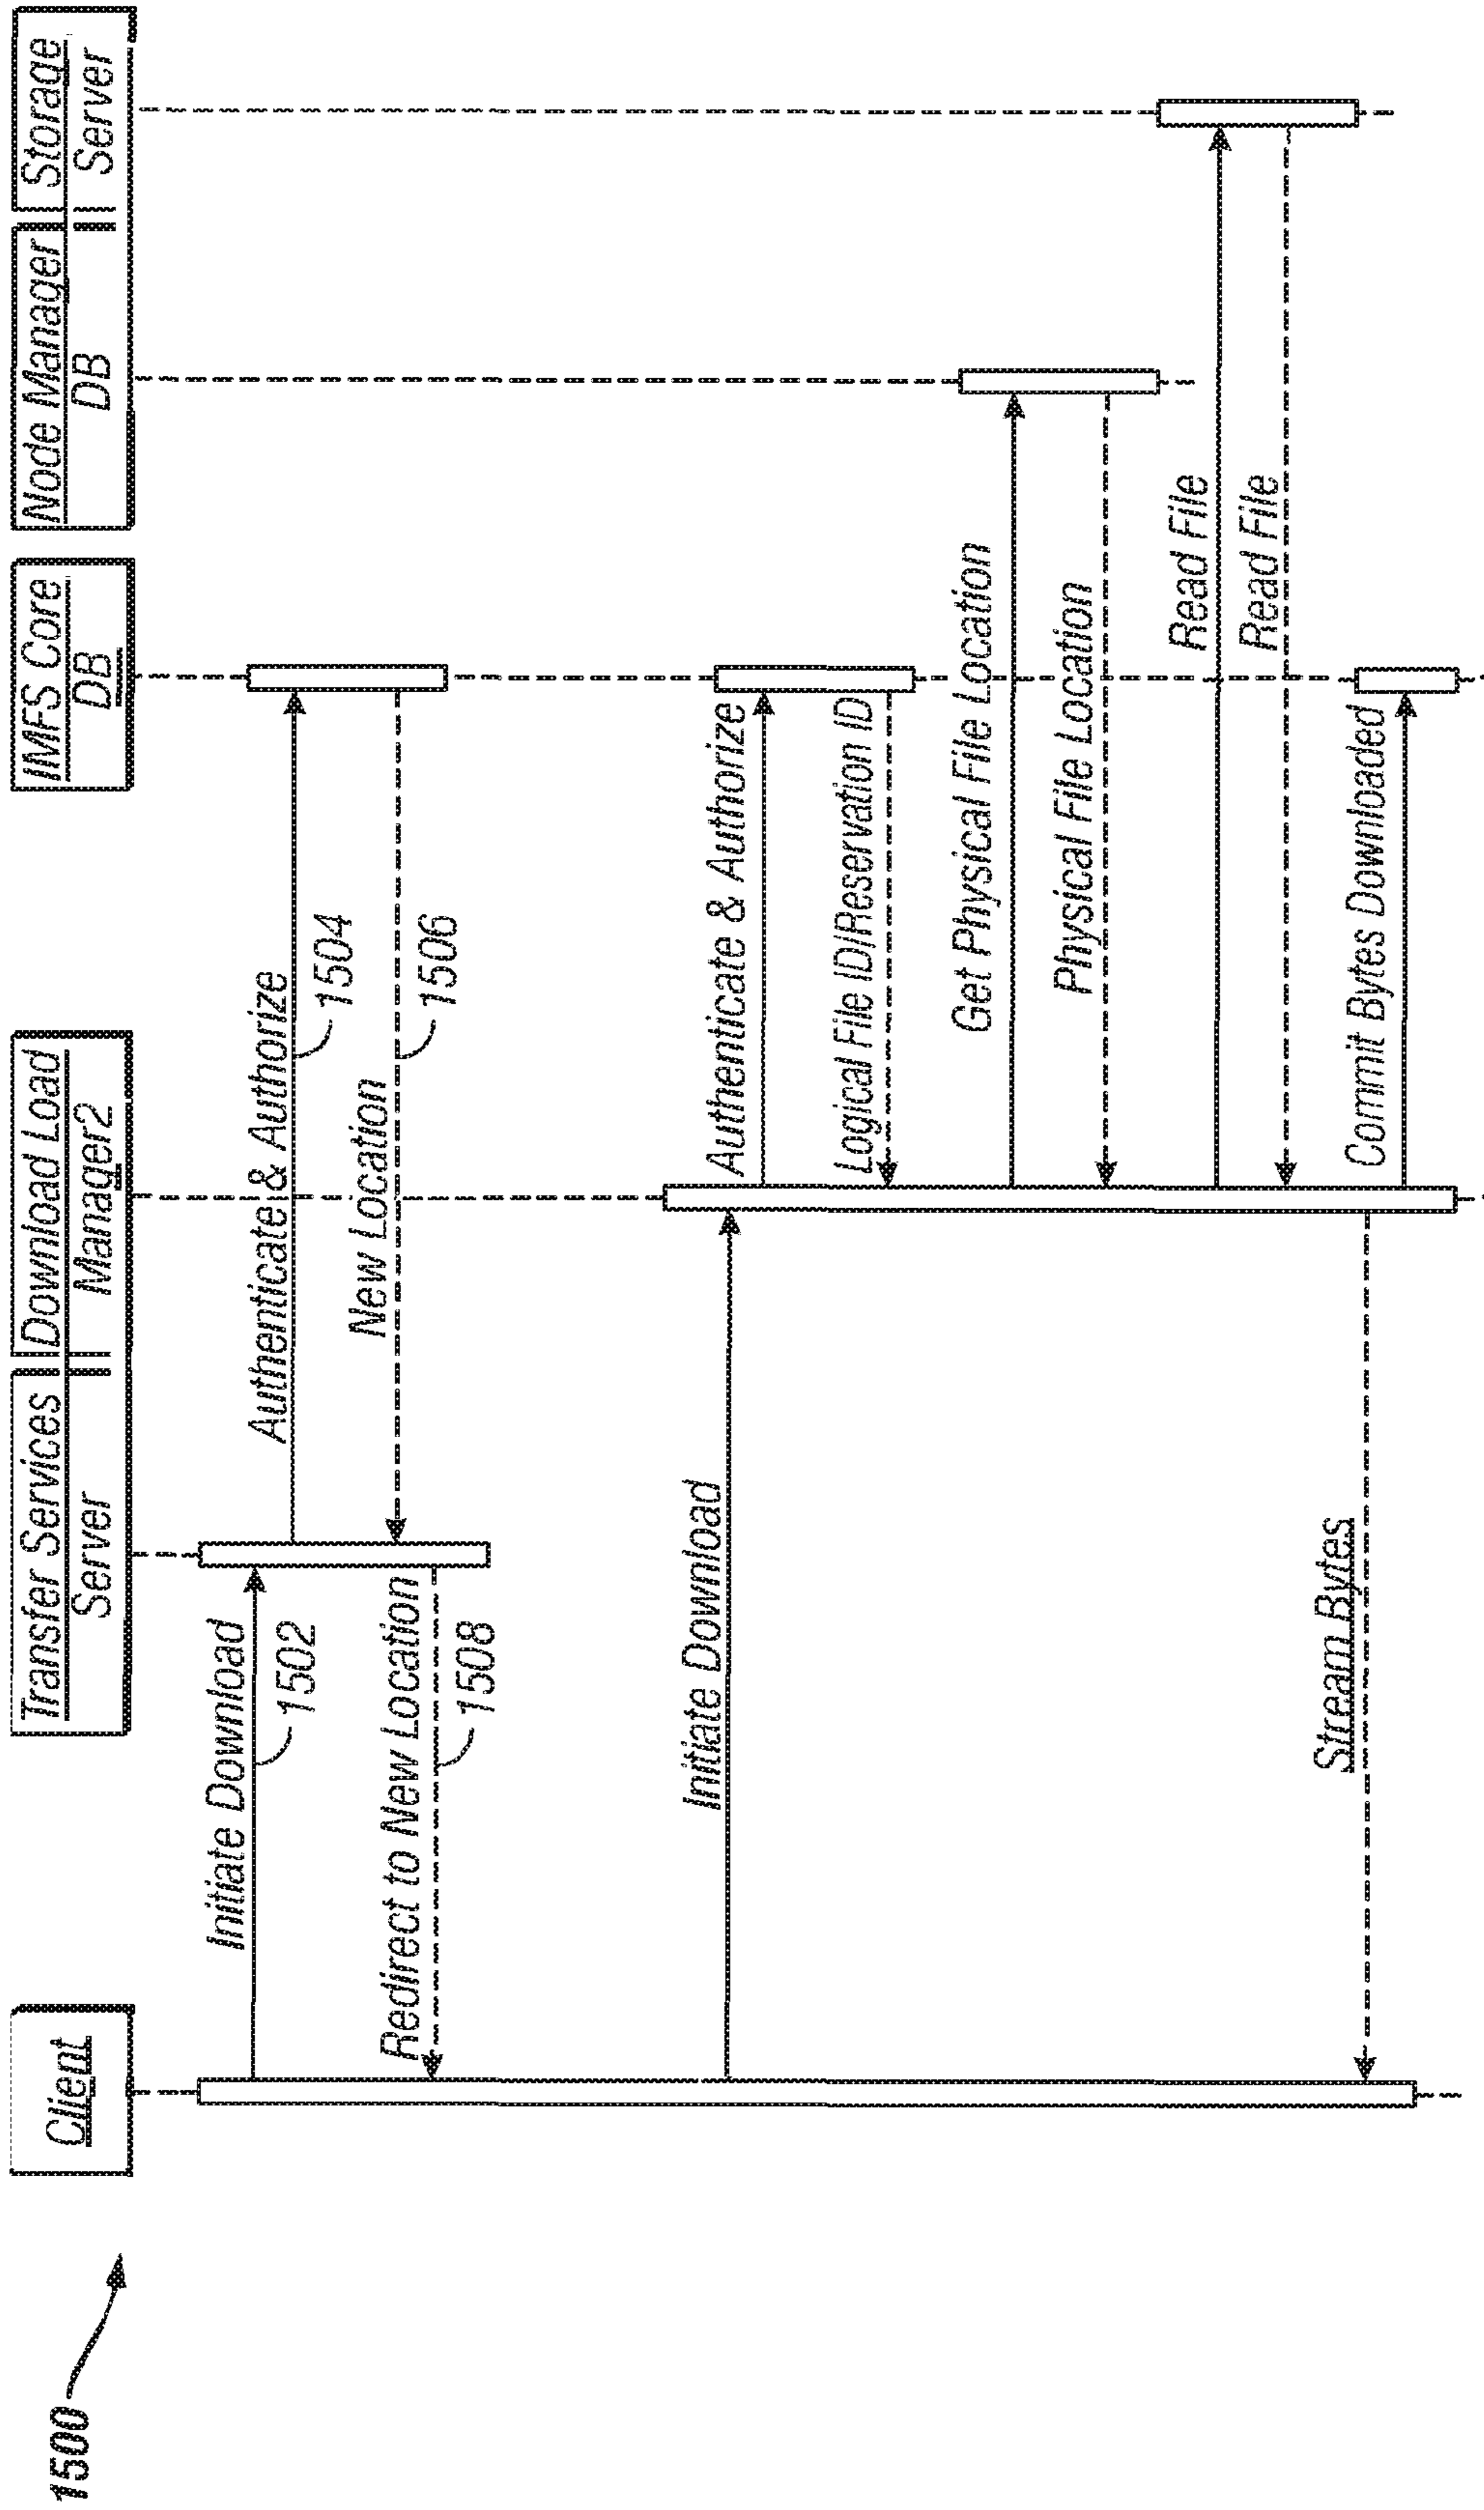 1500
Client
Transfer Services
Server
Download Load
Manager2
IMFS Core
DB
Node Manager
DB
Storage
Server
Initiate Download
1502
Authenticate & Authorize
1504
New Location
1506
Redirect to New Location
1508
Initiate Download
Authenticate & Authorize
Logical File ID/Reservation ID
Get Physical File Location
Physical File Location
Read File
Read File
Stream Bytes
Commit Bytes Downloaded